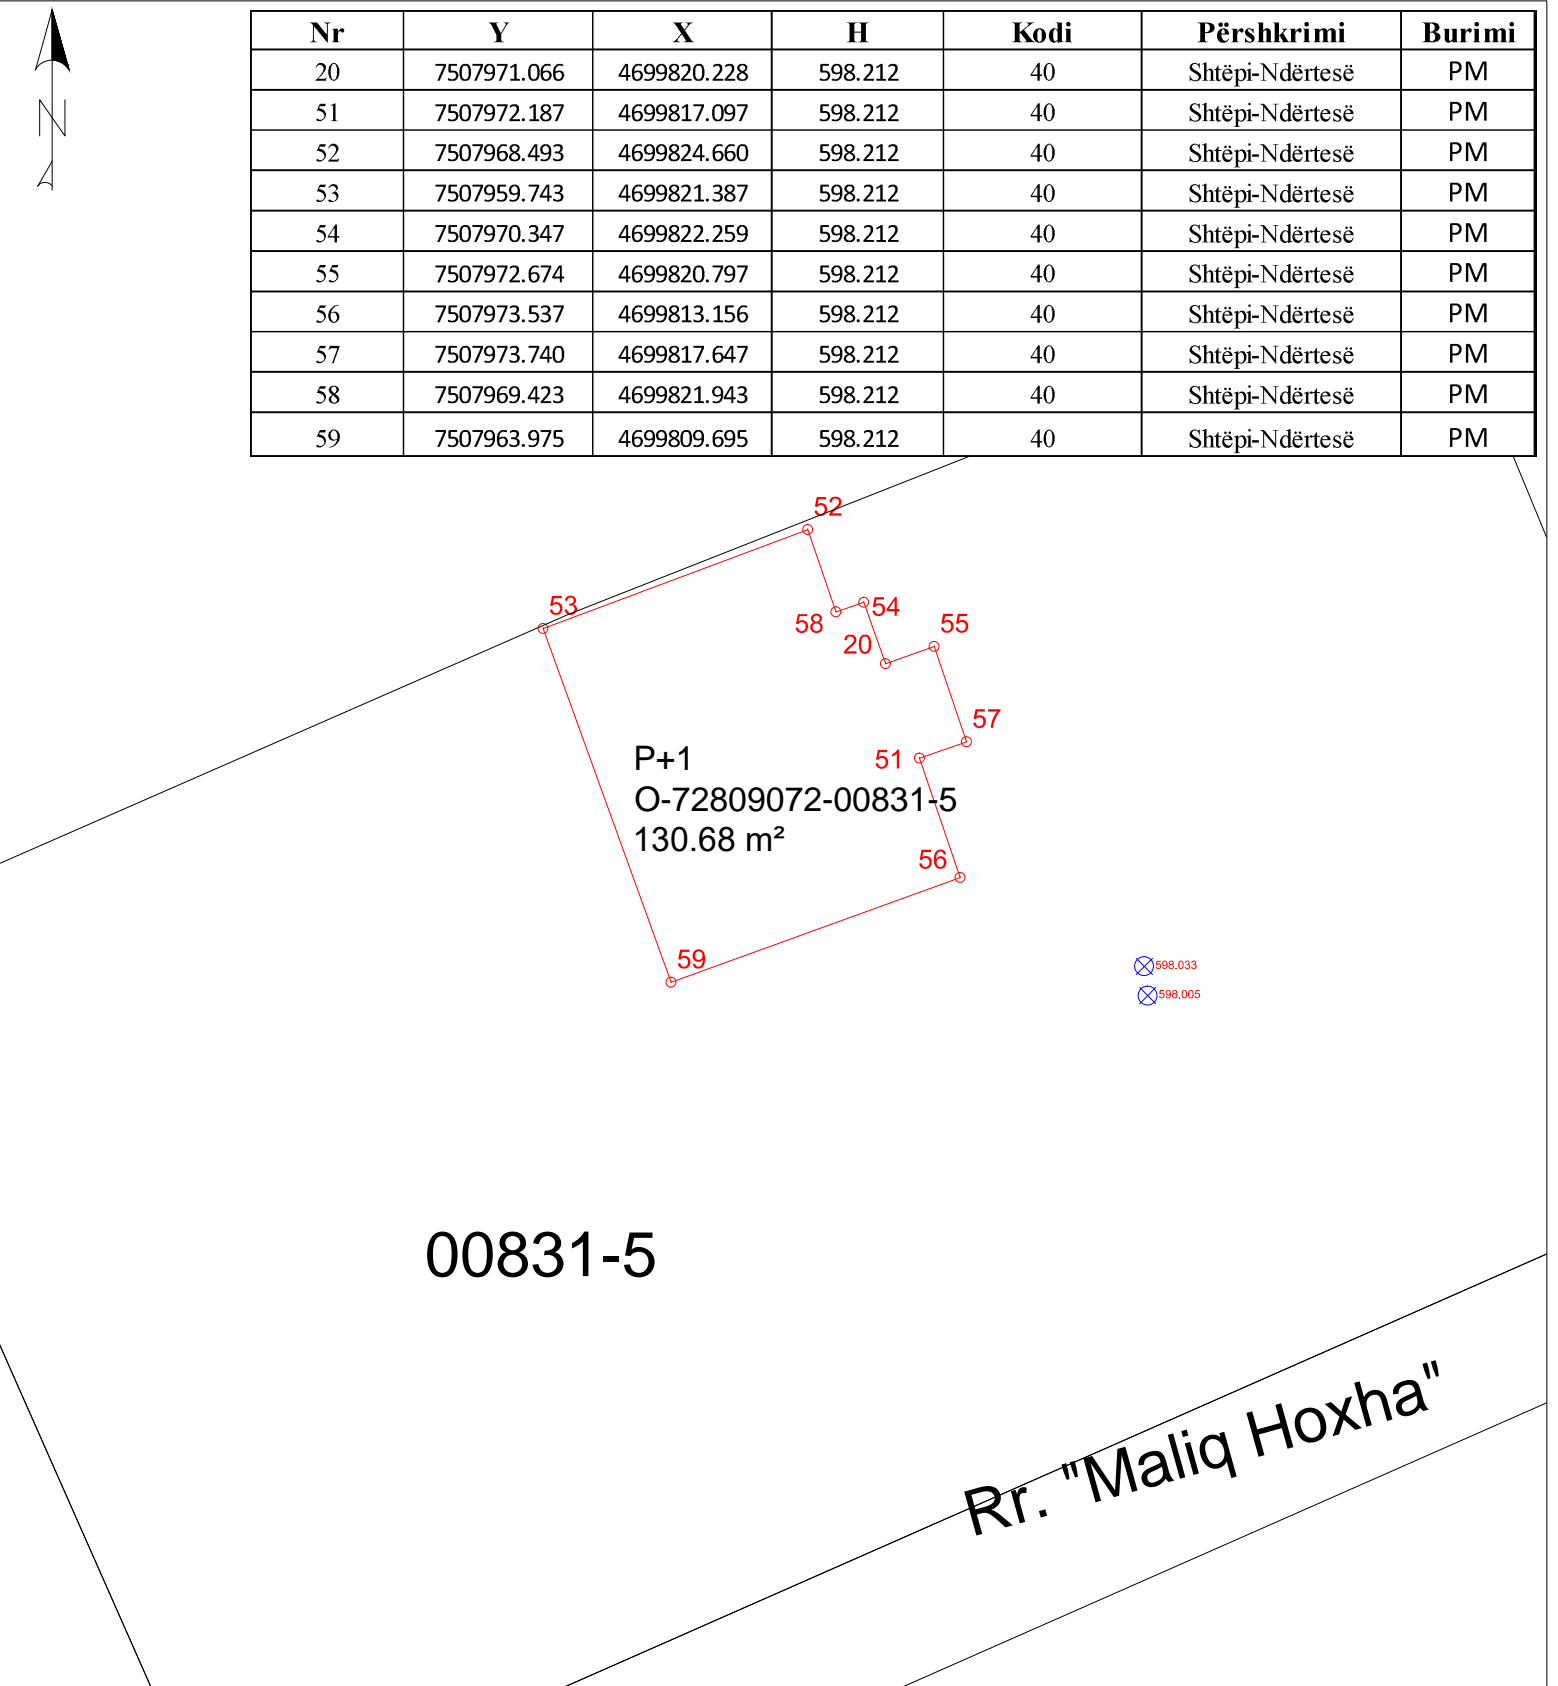 N
Nr Y X H Kodi Përshkrimi Burimi
20 7507971.066 4699820.228 598.212 40 Shtëpi-Ndërtesë PM
51 7507972.187 4699817.097 598.212 40 Shtëpi-Ndërtesë PM
52 7507968.493 4699824.660 598.212 40 Shtëpi-Ndërtesë PM
53 7507959.743 4699821.387 598.212 40 Shtëpi-Ndërtesë PM
54 7507970.347 4699822.259 598.212 40 Shtëpi-Ndërtesë PM
55 7507972.674 4699820.797 598.212 40 Shtëpi-Ndërtesë PM
56 7507973.537 4699813.156 598.212 40 Shtëpi-Ndërtesë PM
57 7507973.740 4699817.647 598.212 40 Shtëpi-Ndërtesë PM
58 7507969.423 4699821.943 598.212 40 Shtëpi-Ndërtesë PM
59 7507963.975 4699809.695 598.212 40 Shtëpi-Ndërtesë PM
52
53
54
58
55
20
57
51
P+1
O-72809072-00831-5
130.68 m²
56
59
598.033
598.005
00831-5
Rr. "Maliq Hoxha"